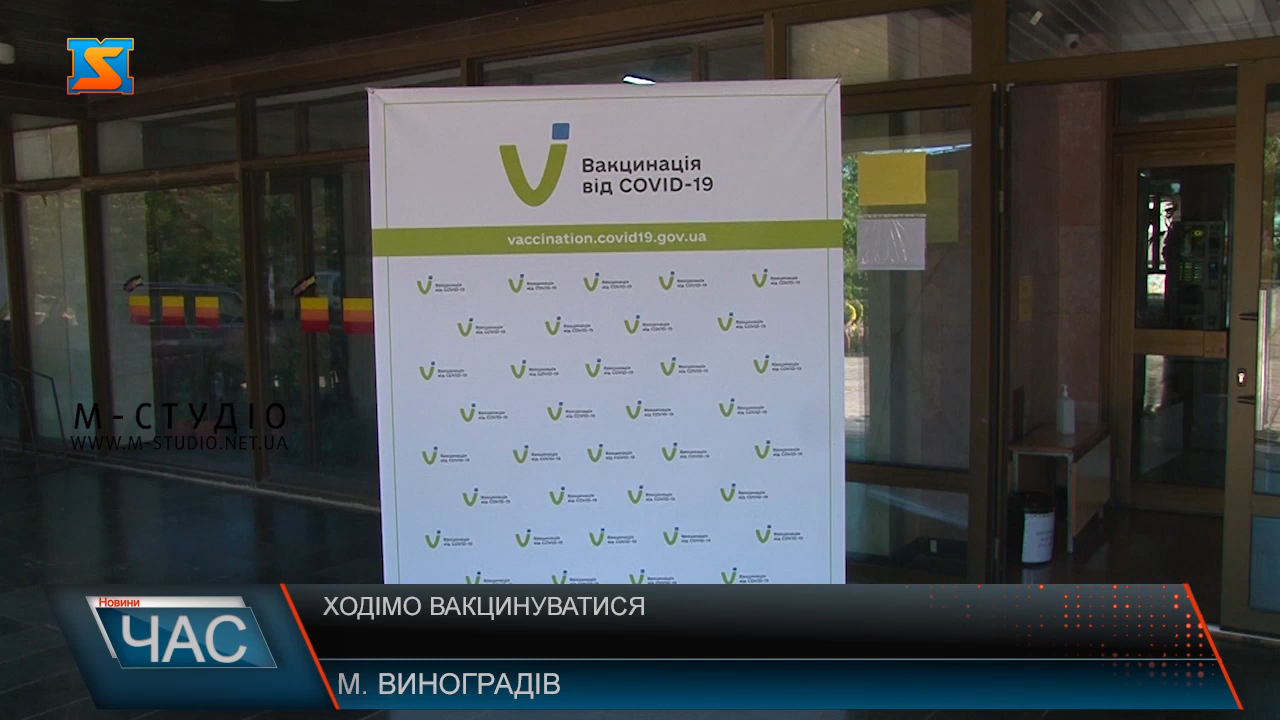 Вакцинація
від COVID-19
vaccination.covid19.gov.ua
М-СТУДІО
WWW.M-STUDIO.NET.UA
Новини
ЧАС
ХОДІМО ВАКЦИНУВАТИСЯ
М. ВИНОГРАДІВ